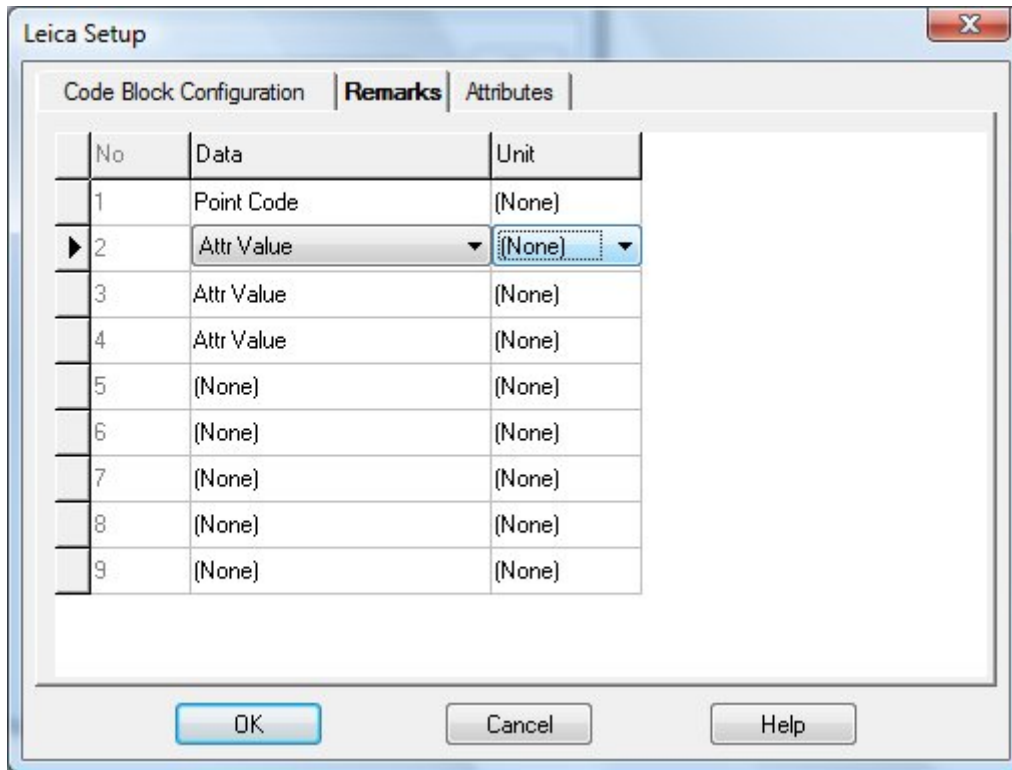 Leica Setup
Code Block Configuration Remarks Attributes
No Data Unit
1 Point Code (None)
2 Attr Value (None)
3 Attr Value (None)
4 Attr Value (None)
5 (None) (None)
6 (None) (None)
7 (None) (None)
8 (None) (None)
9 (None) (None)
OK Cancel Help